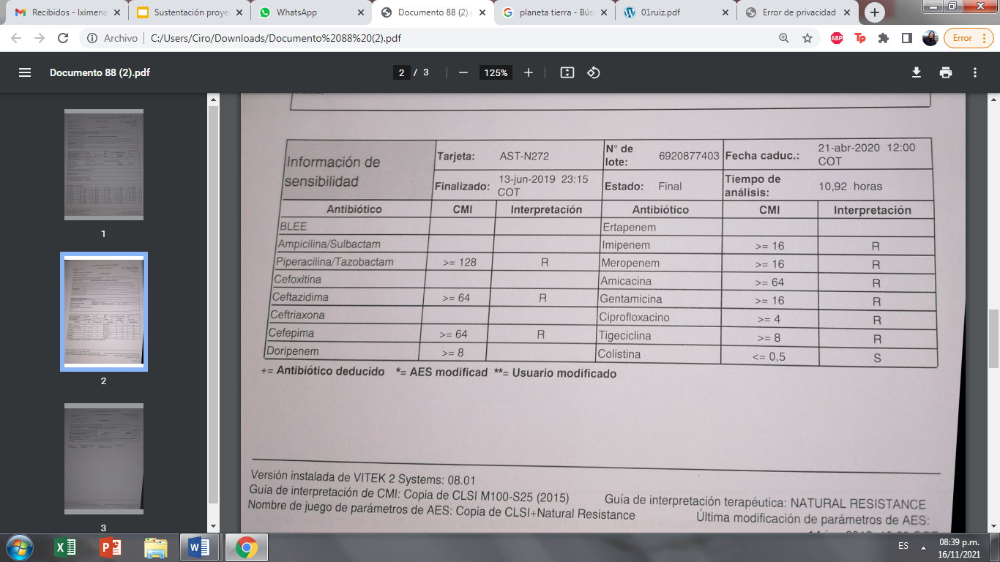 Recibidos - Iximena
Sustentación proye
WhatsApp
Documento 88 (2).p
planeta tierra - Bús
01ruiz.pdf
Error de privacidad
Archivo C:/Users/Ciro/Downloads/Documento%2088%20(2).pdf
ABP
Error
Documento 88 (2).pdf
2 / 3
125%
1
2
3
Información de sensibilidad
Tarjeta: AST-N272 N° de lote: 6920877403 Fecha caduc.: 21-abr-2020 12:00 COT
Finalizado: 13-jun-2019 23:15 COT Estado: Final Tiempo de análisis: 10,92 horas
Antibiótico CMI Interpretación Antibiótico CMI Interpretación
BLEE Ertapenem
Ampicilina/Sulbactam Imipenem >= 16 R
Piperacilina/Tazobactam >= 128 R Meropenem >= 16 R
Cefoxitina Amicacina >= 64 R
Ceftazidima >= 64 R Gentamicina >= 16 R
Ceftriaxona Ciprofloxacino >= 4 R
Cefepima >= 64 R Tigeciclina >= 8 R
Doripenem >= 8 Colistina <= 0,5 S
+= Antibiótico deducido *= AES modificad **= Usuario modificado
Versión instalada de VITEK 2 Systems: 08.01
Guía de interpretación de CMI: Copia de CLSI M100-S25 (2015) Guía de interpretación terapéutica: NATURAL RESISTANCE
Nombre de juego de parámetros de AES: Copia de CLSI+Natural Resistance Última modificación de parámetros de AES:
ES
08:39 p.m.
16/11/2021